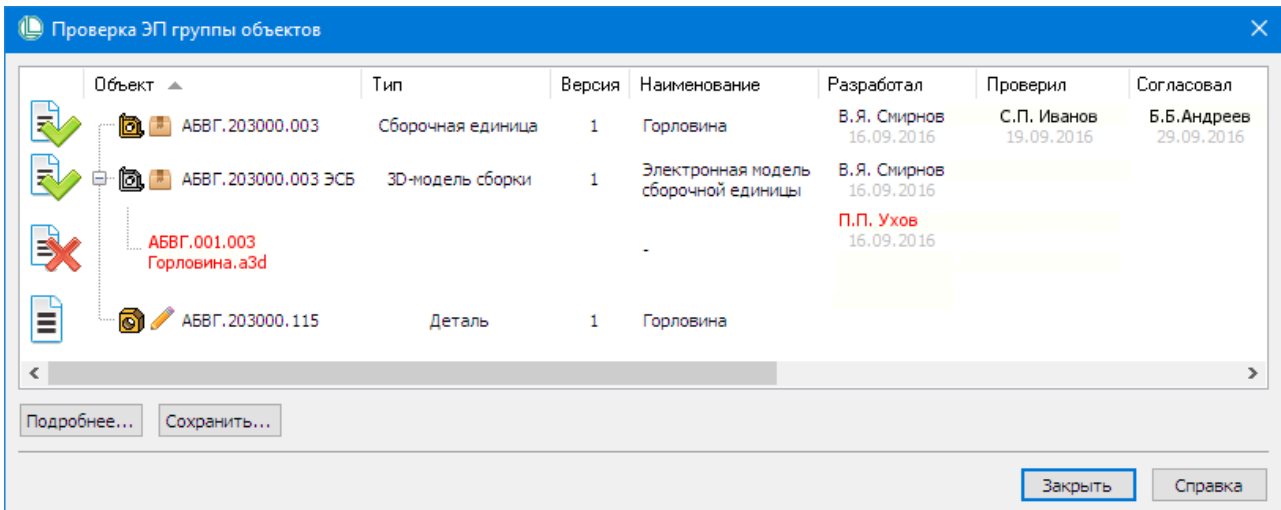 Проверка ЭП группы объектов
Объект Тип Версия Наименование Разработал Проверил Согласовал
АБВГ.203000.003 Сборочная единица 1 Горловина В.Я. Смирнов С.П. Иванов Б.Б.Андреев
16.09.2016 19.09.2016 29.09.2016
АБВГ.203000.003 ЭСБ 3D-модель сборки 1 Электронная модель В.Я. Смирнов
сборочной единицы 16.09.2016
П.П. Ухов
АБВГ.001.003 - 16.09.2016
Горловина.a3d
АБВГ.203000.115 Деталь 1 Горловина
Подробнее... Сохранить...
Закрыть Справка